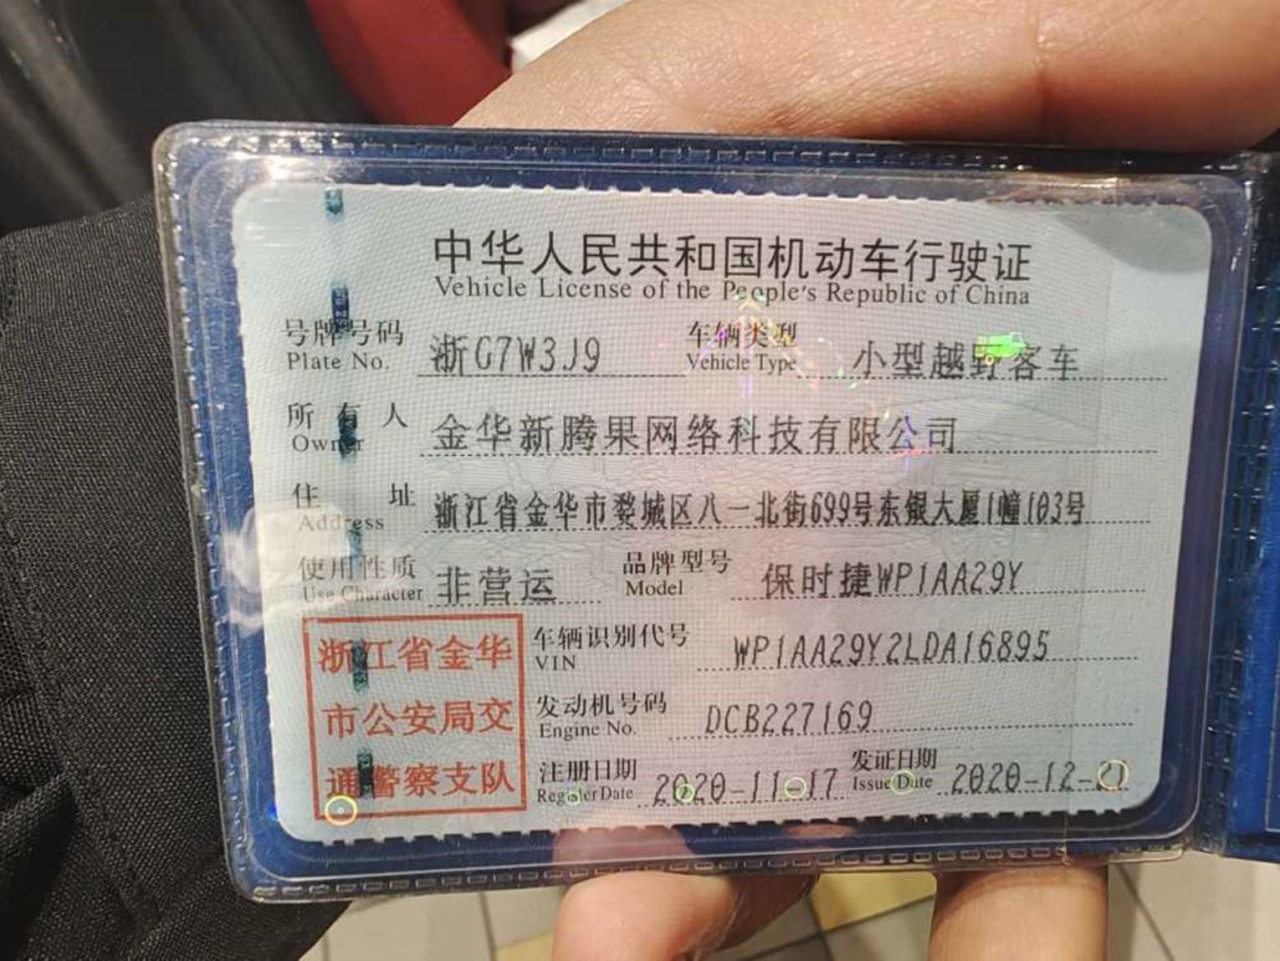 中华人民共和国机动车行驶证
Vehicle License of the People's Republic of China
号牌号码 浙G7W3J9 车辆类型 小型越野客车
Plate No. Vehicle Type
所有人 金华新腾果网络科技有限公司
Owner
住址 浙江省金华市婺城区八一北街699号东银大厦1幢103号
Address
使用性质 非营运 品牌型号 保时捷WP1AA29Y
Use Character Model
浙江省金华
市公安局交
通警察支队
车辆识别代号 WP1AA29Y2LDA16895
VIN
发动机号码 DCB227169
Engine No.
注册日期 2020-11-17 发证日期 2020-12-21
Register Date Issue Date